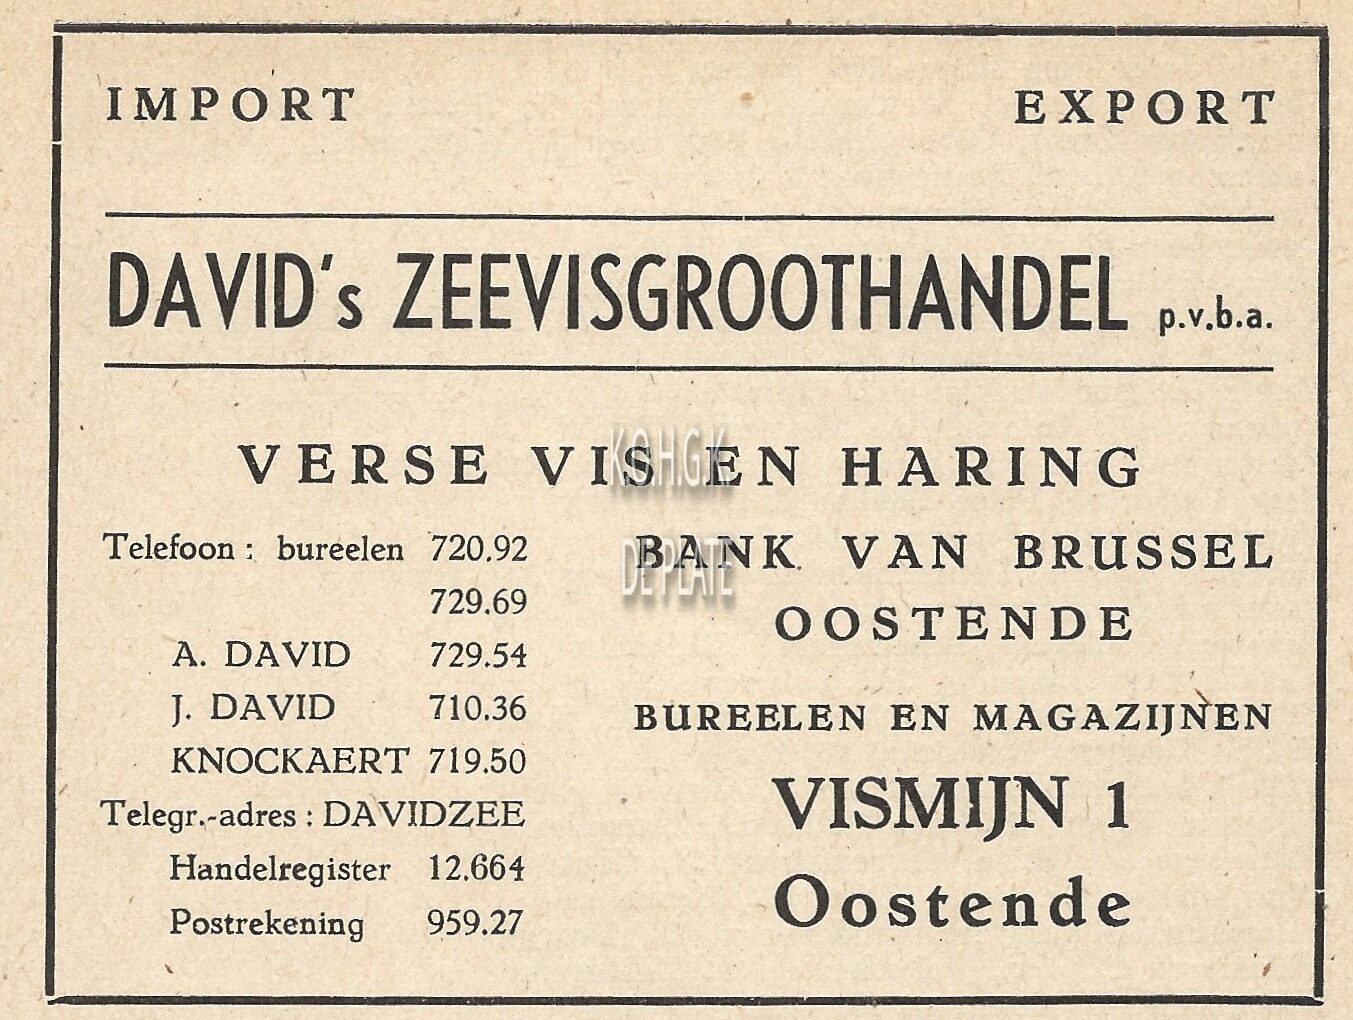 IMPORT EXPORT
DAVID's ZEEVISGROOTHANDEL p.v.b.a.
VERSE VIS EN HARING
K.O.H.G.K.
DE PLATE
Telefoon : bureelen 720.92
729.69
A. DAVID 729.54
J. DAVID 710.36
KNOCKAERT 719.50
Telegr.-adres : DAVIDZEE
Handelregister 12.664
Postrekening 959.27
BANK VAN BRUSSEL
OOSTENDE
BUREELEN EN MAGAZIJNEN
VISMIJN 1
Oostende